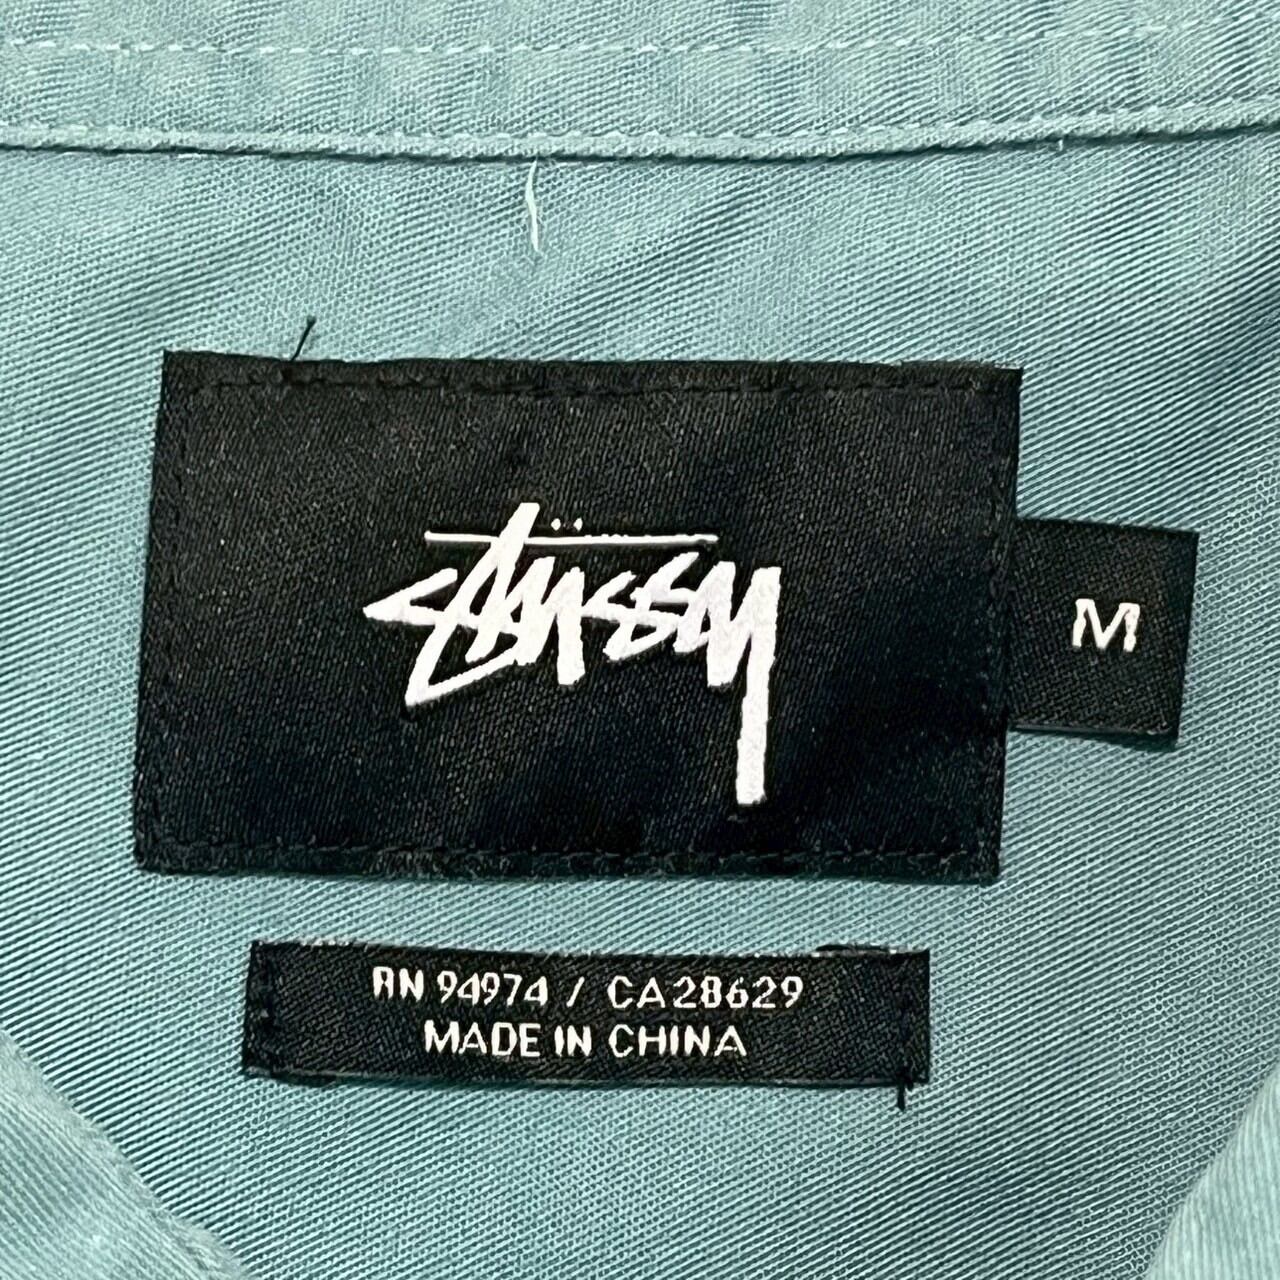 Stüssy
M
RN 94974 / CA28629
MADE IN CHINA